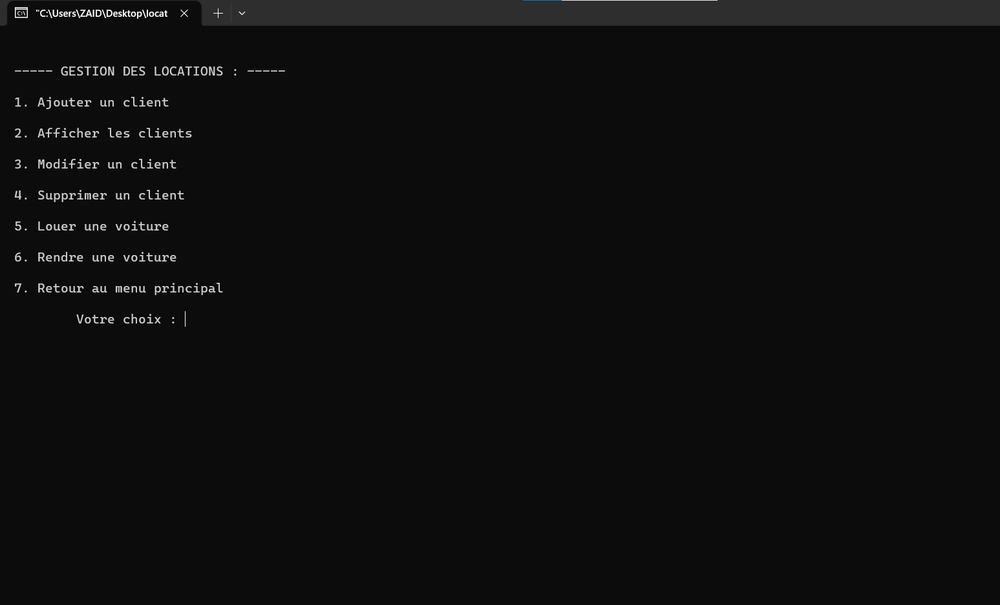 "C:\Users\ZAID\Desktop\locat
----- GESTION DES LOCATIONS : -----
1. Ajouter un client
2. Afficher les clients
3. Modifier un client
4. Supprimer un client
5. Louer une voiture
6. Rendre une voiture
7. Retour au menu principal
Votre choix :